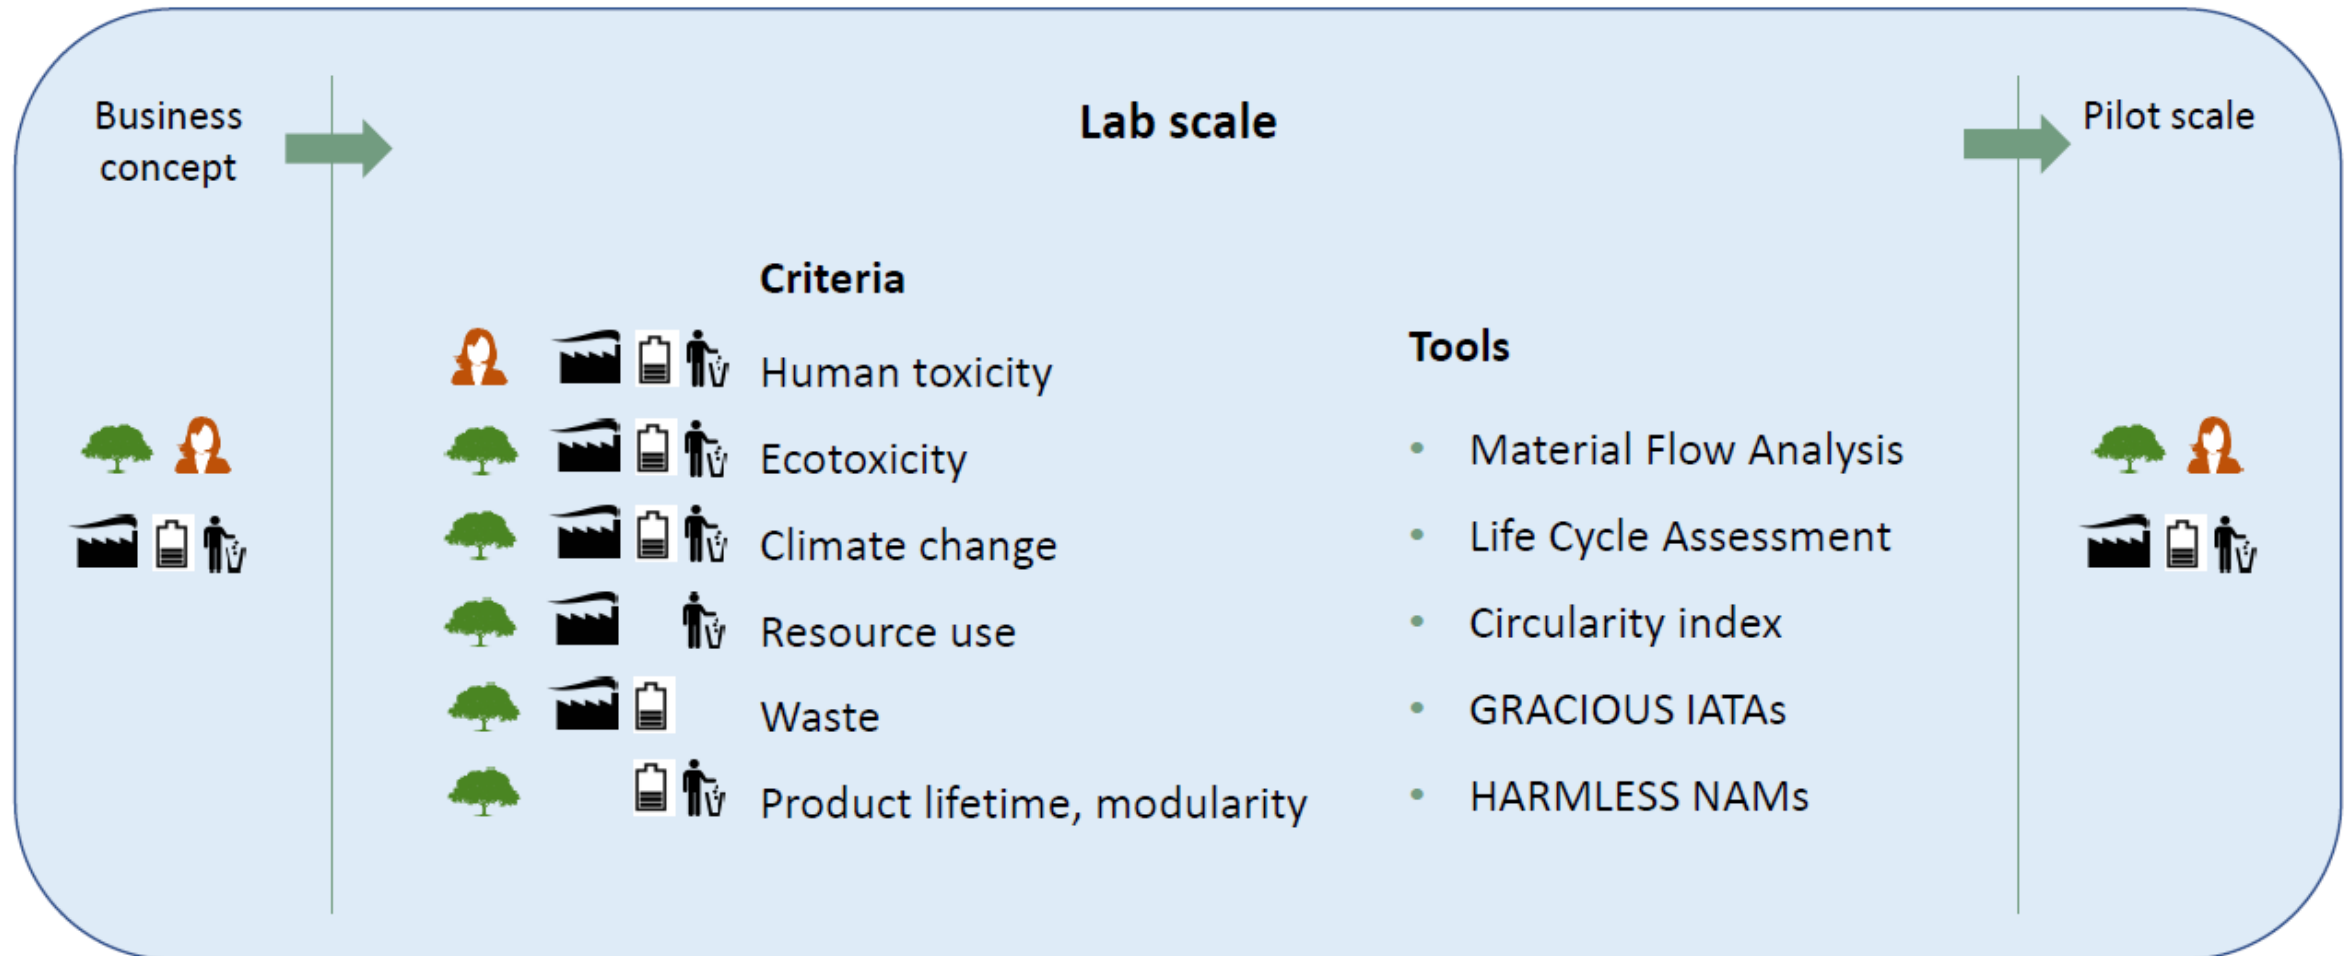 Business
concept
Lab scale
Pilot scale
Criteria
Human toxicity
Ecotoxicity
Climate change
Resource use
Waste
Product lifetime, modularity
Tools
• Material Flow Analysis
• Life Cycle Assessment
• Circularity index
• GRACIOUS IATAs
• HARMLESS NAMs